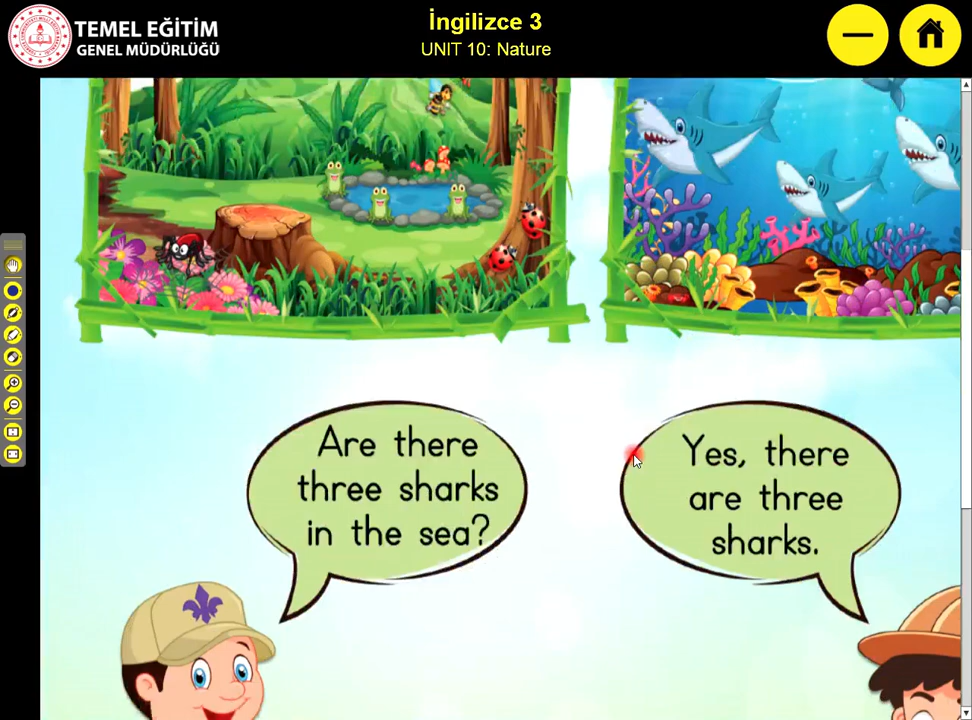 TEMEL EĞİTİM
GENEL MÜDÜRLÜĞÜ
İngilizce 3
UNIT 10: Nature
Are there
three sharks
in the sea?
Yes, there
are three
sharks.